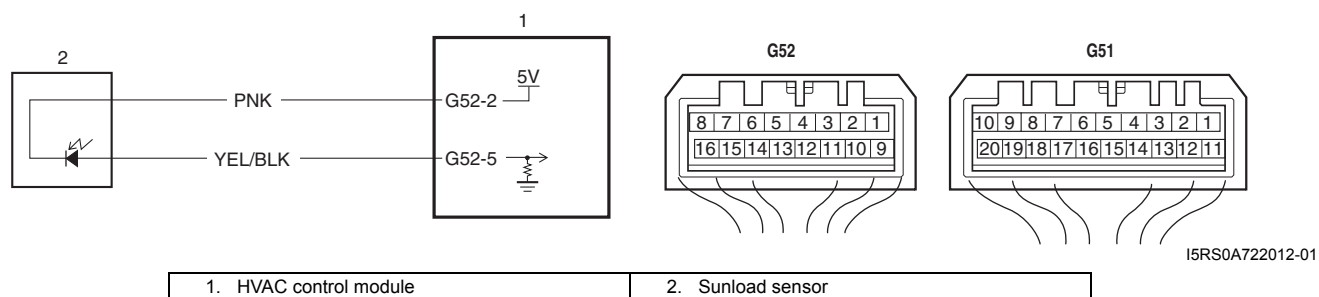 1
2
G52
G51
5V
PNK
G52-2
YEL/BLK
G52-5
8 7 6 5 4 3 2 1
16 15 14 13 12 11 10 9
10 9 8 7 6 5 4 3 2 1
20 19 18 17 16 15 14 13 12 11
I5RS0A722012-01
1. HVAC control module 2. Sunload sensor